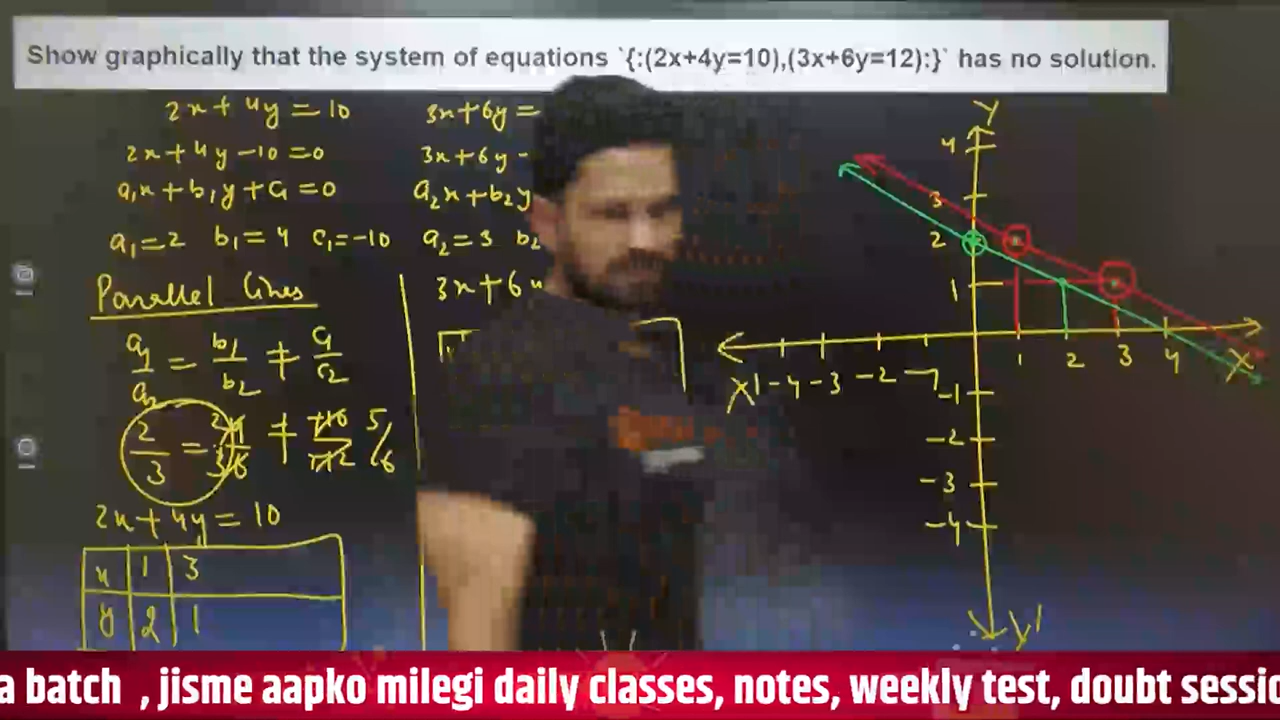 Show graphically that the system of equations `{:(2x+4y=10),(3x+6y=12):}` has no solution.
2x + 4y = 10
2x + 4y - 10 = 0
a₁x + b₁y + c₁ = 0
a₁ = 2 b₁ = 4 c₁ = -10
Parallel lines
a₁/a₂ = b₁/b₂ ≠ c₁/c₂
2/3 = 2 4/3 6 ≠ +10/+12 5/6
2x + 4y = 10
x 1 3
y 2 1
3x + 6y =
3x + 6y -
a₂x + b₂y
a₂ = 3 b₂
3x + 6y
Y
4
3
2
1
X' -4 -3 -2 -1 1 2 3 4 X
-1
-2
-3
-4
Y'
a batch , jisme aapko milegi daily classes, notes, weekly test, doubt sessio